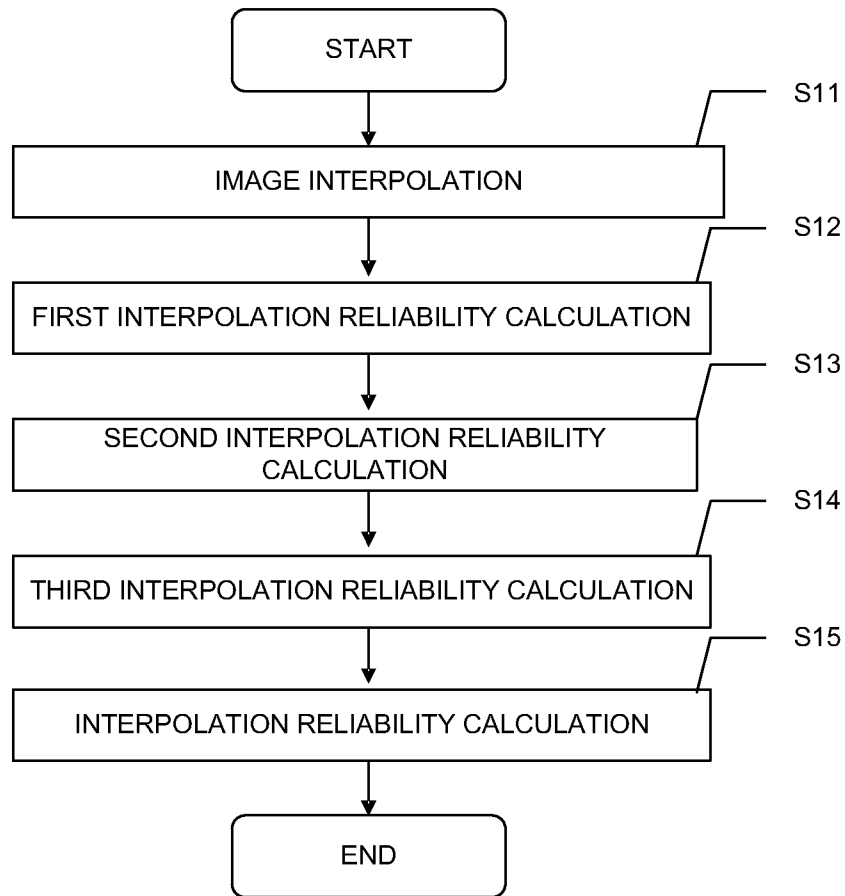 START
S11
IMAGE INTERPOLATION
S12
FIRST INTERPOLATION RELIABILITY CALCULATION
S13
SECOND INTERPOLATION RELIABILITY
CALCULATION
S14
THIRD INTERPOLATION RELIABILITY CALCULATION
S15
INTERPOLATION RELIABILITY CALCULATION
END